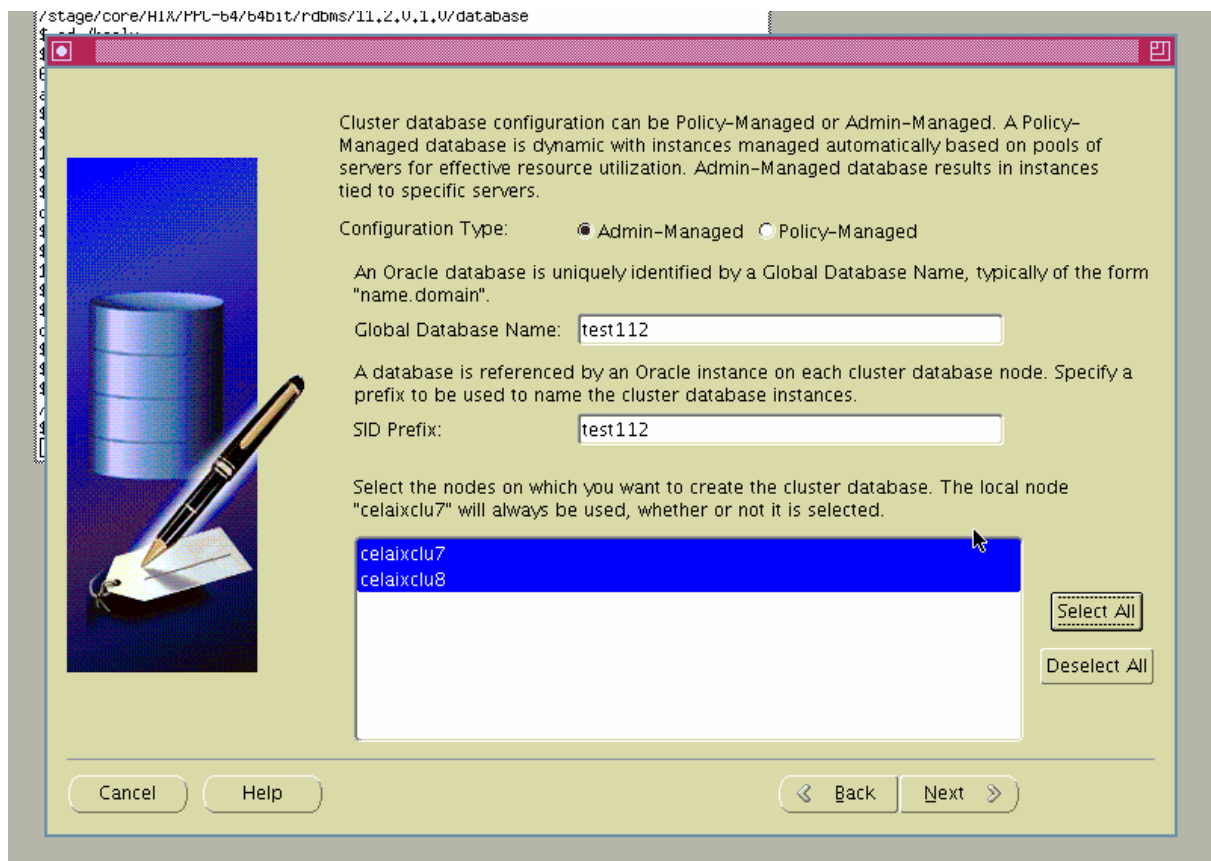 /stage/core/AIX/PPC-64/64bit/rdbms/11.2.0.1.0/database
Cluster database configuration can be Policy-Managed or Admin-Managed. A Policy-
Managed database is dynamic with instances managed automatically based on pools of
servers for effective resource utilization. Admin-Managed database results in instances
tied to specific servers.
Configuration Type: Admin-Managed Policy-Managed
An Oracle database is uniquely identified by a Global Database Name, typically of the form
"name.domain".
Global Database Name: test112
A database is referenced by an Oracle instance on each cluster database node. Specify a
prefix to be used to name the cluster database instances.
SID Prefix: test112
Select the nodes on which you want to create the cluster database. The local node
"celaixclu7" will always be used, whether or not it is selected.
celaixclu7
celaixclu8
Select All
Deselect All
Cancel Help Back Next